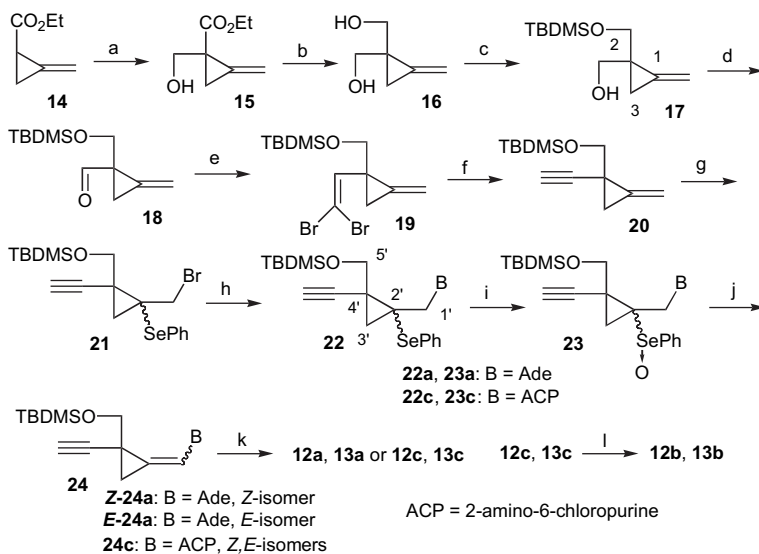 CO₂Et
a
14
CO₂Et
OH
15
b
HO
OH
16
c
TBDMSO
2
1
OH
3
17
d
TBDMSO
O
18
e
TBDMSO
Br Br
19
f
TBDMSO
20
g
TBDMSO
Br
SePh
21
h
TBDMSO
5'
B
2'
4'
1'
3'
SePh
22
i
TBDMSO
B
SePh
O
23
j
22a, 23a: B = Ade
22c, 23c: B = ACP
TBDMSO
B
24
k
12a, 13a or 12c, 13c
12c, 13c
l
12b, 13b
Z-24a: B = Ade, Z-isomer
E-24a: B = Ade, E-isomer
24c: B = ACP, Z,E-isomers
ACP = 2-amino-6-chloropurine